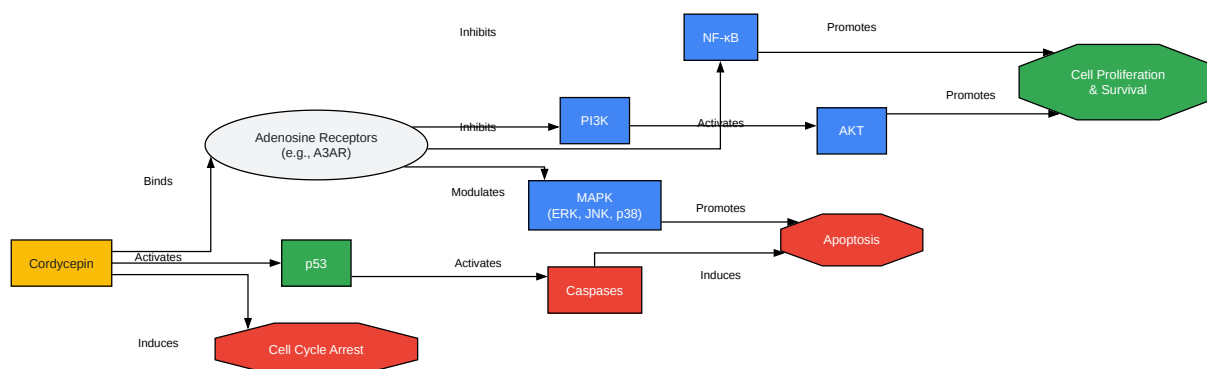 Inhibits
NF-κB
Promotes
Cell Proliferation
& Survival
Promotes
Adenosine Receptors
(e.g., A3AR)
Inhibits
PI3K
Activates
AKT
Binds
Modulates
MAPK
(ERK, JNK, p38)
Promotes
Apoptosis
Cordycepin
Activates
p53
Activates
Caspases
Induces
Induces
Cell Cycle Arrest